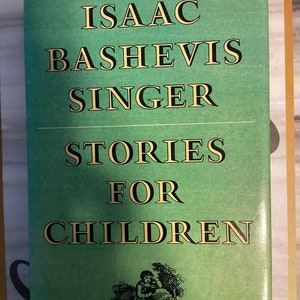 ISAAC
BASHEVIS
SINGER
STORIES
FOR
CHILDREN